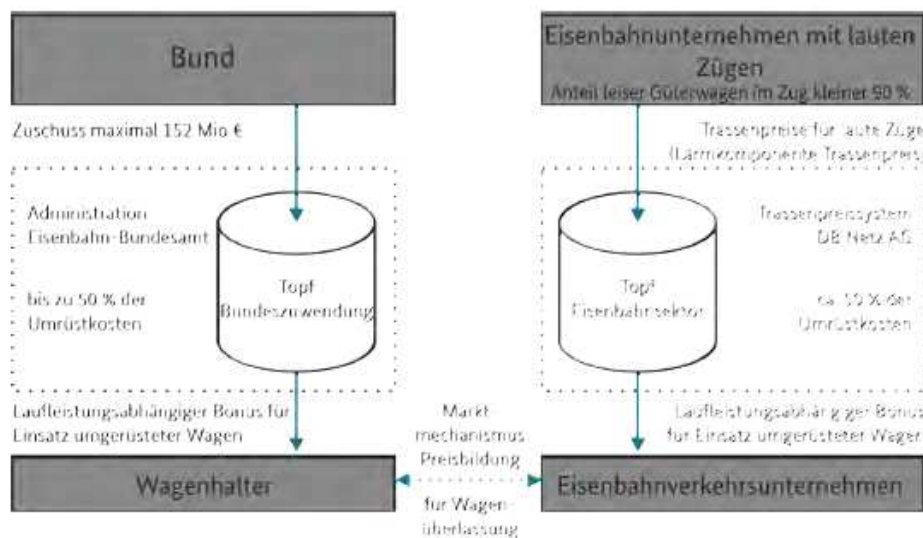 Bund
Zuschuss maximal 152 Mio €
Administration
Eisenbahn-Bundesamt
bis zu 50 % der
Umrüstkosten
Topf
Bundeszuwendung
Laufleistungsabhängiger Bonus für
Einsatz umgerüsteter Wagen
Wagenhalter
Eisenbahnunternehmen mit lauten
Zügen
Anteil leiser Güterwagen im Zug kleiner 90 %
Trassenpreise für laute Züge
(Lärmkomponente Trassenpreis)
Trassenpreissystem
DB Netz AG
Topf
Eisenbahnsektor
ca. 50 % der
Umrüstkosten
Laufleistungsabhängiger Bonus
für Einsatz umgerüsteter Wagen
Eisenbahnverkehrsunternehmen
Markt
mechanismus
Preisbildung
für Wagen-
überlassung